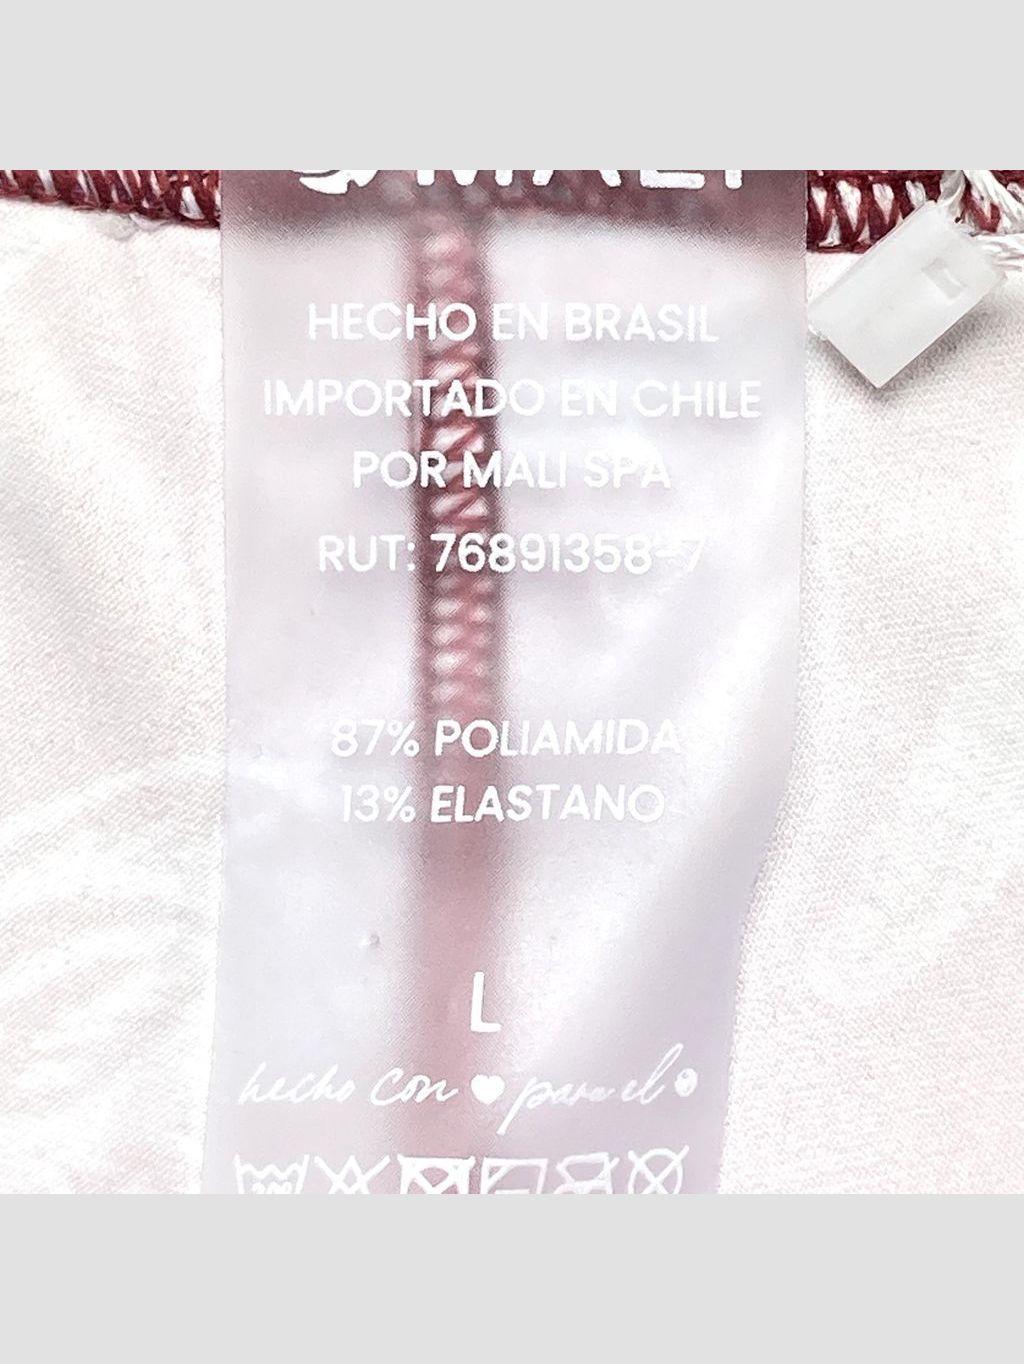 MALI
HECHO EN BRASIL
IMPORTADO EN CHILE
POR MALI SPA
RUT: 76891358-7
87% POLIAMIDA
13% ELASTANO
L
hecho con para el